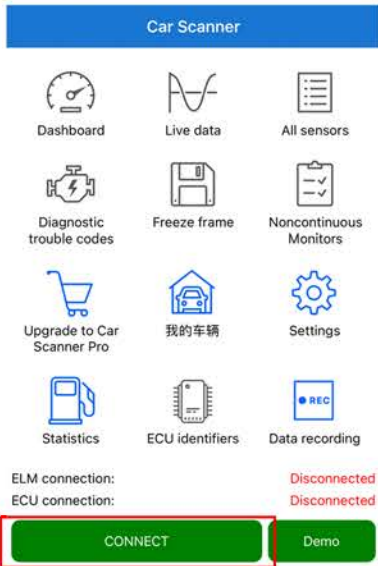 Car Scanner
Dashboard
Live data
All sensors
Diagnostic
trouble codes
Freeze frame
Noncontinuous
Monitors
Upgrade to Car
Scanner Pro
我的车辆
Settings
Statistics
ECU identifiers
REC
Data recording
ELM connection: Disconnected
ECU connection: Disconnected
CONNECT
Demo